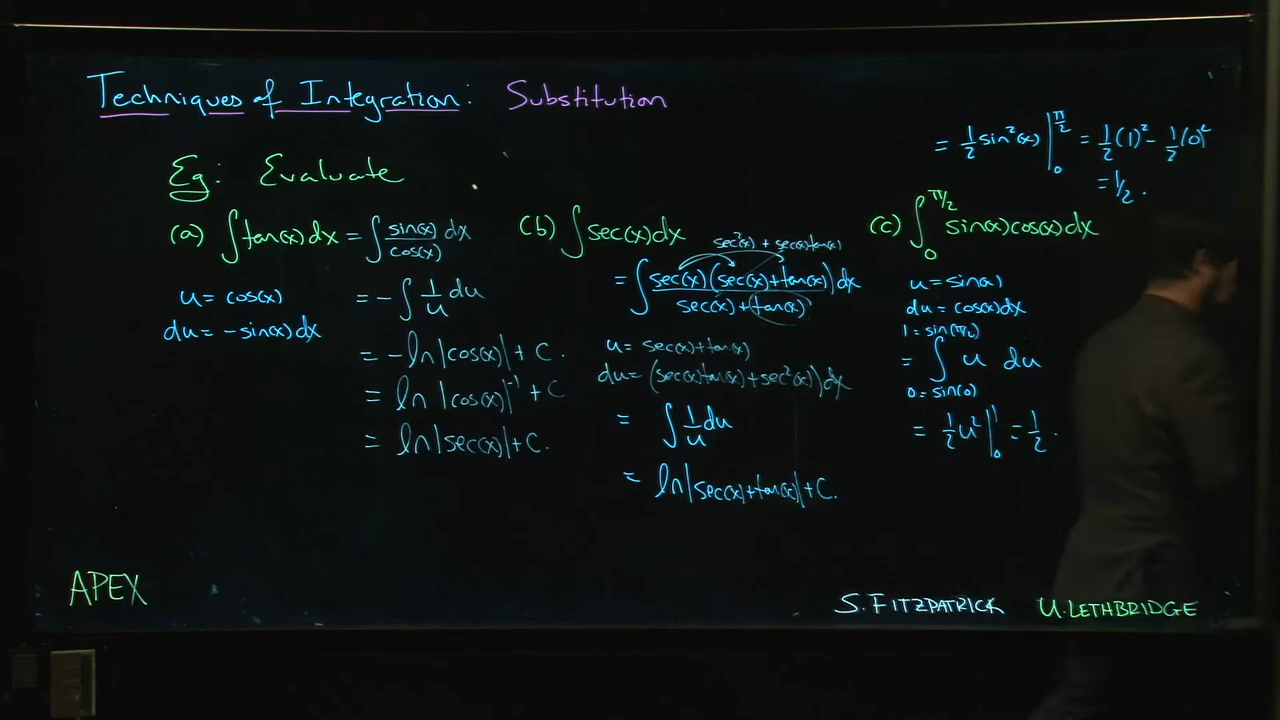 Techniques of Integration: Substitution
= 1/2 sin²(x) |₀^{π/2} = 1/2(1)² - 1/2(0)²
= 1/2.
Eg: Evaluate
(a) ∫ tan(x) dx = ∫ sin(x)/cos(x) dx
u = cos(x)
du = -sin(x) dx
= -∫ 1/u du
= -ln|cos(x)| + C.
= ln|cos(x)|⁻¹ + C
= ln|sec(x)| + C.
(b) ∫ sec(x) dx
sec²(x) + sec(x)tan(x)
= ∫ sec(x)(sec(x)+tan(x))/(sec(x)+tan(x)) dx
u = sec(x)+tan(x)
du = (sec(x)tan(x)+sec²(x)) dx
= ∫ 1/u du
= ln|sec(x)+tan(x)| + C.
(c) ∫₀^{π/2} sin(x)cos(x) dx
u = sin(x)
du = cos(x) dx
1 = sin(π/2)
= ∫ u du
0 = sin(0)
= 1/2 u² |₀¹ = 1/2.
APEX
S. FITZPATRICK U. LETHBRIDGE